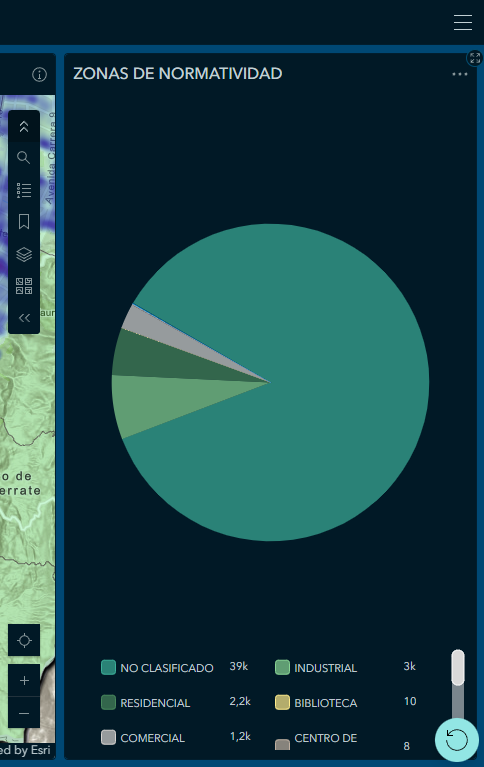 ZONAS DE NORMATIVIDAD
Avenida Carrera 9
aur
o de
errate
NO CLASIFICADO 39k
INDUSTRIAL 3k
RESIDENCIAL 2,2k
BIBLIOTECA 10
COMERCIAL 1,2k
CENTRO DE 8
ed by Esri